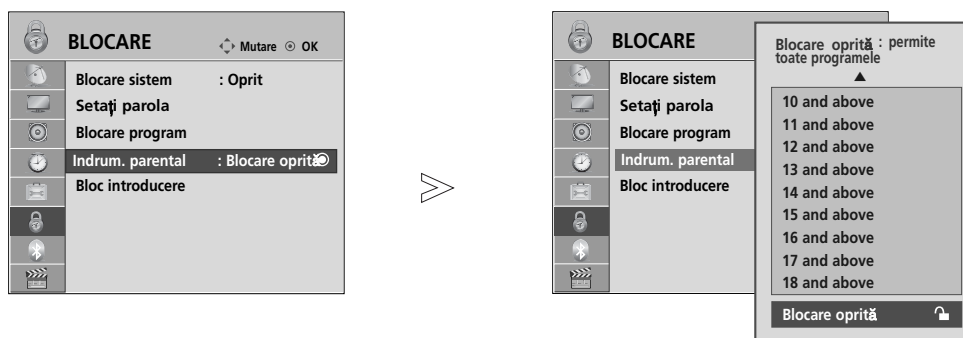 BLOCARE
Mutare OK
Blocare sistem : Oprit
Setaţi parola
Blocare program
Indrum. parental : Blocare oprită
Bloc introducere
BLOCARE
Blocare sistem
Setaţi parola
Blocare program
Indrum. parental
Bloc introducere
Blocare oprită : permite
toate programele
10 and above
11 and above
12 and above
13 and above
14 and above
15 and above
16 and above
17 and above
18 and above
Blocare oprită